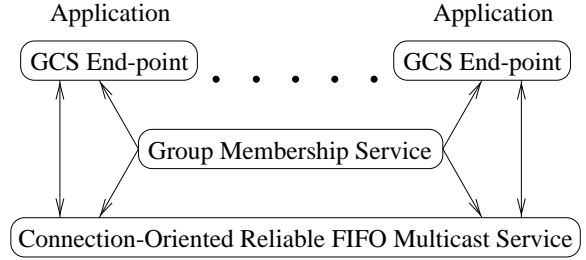 Application
Application
GCS End-point
GCS End-point
Group Membership Service
Connection-Oriented Reliable FIFO Multicast Service